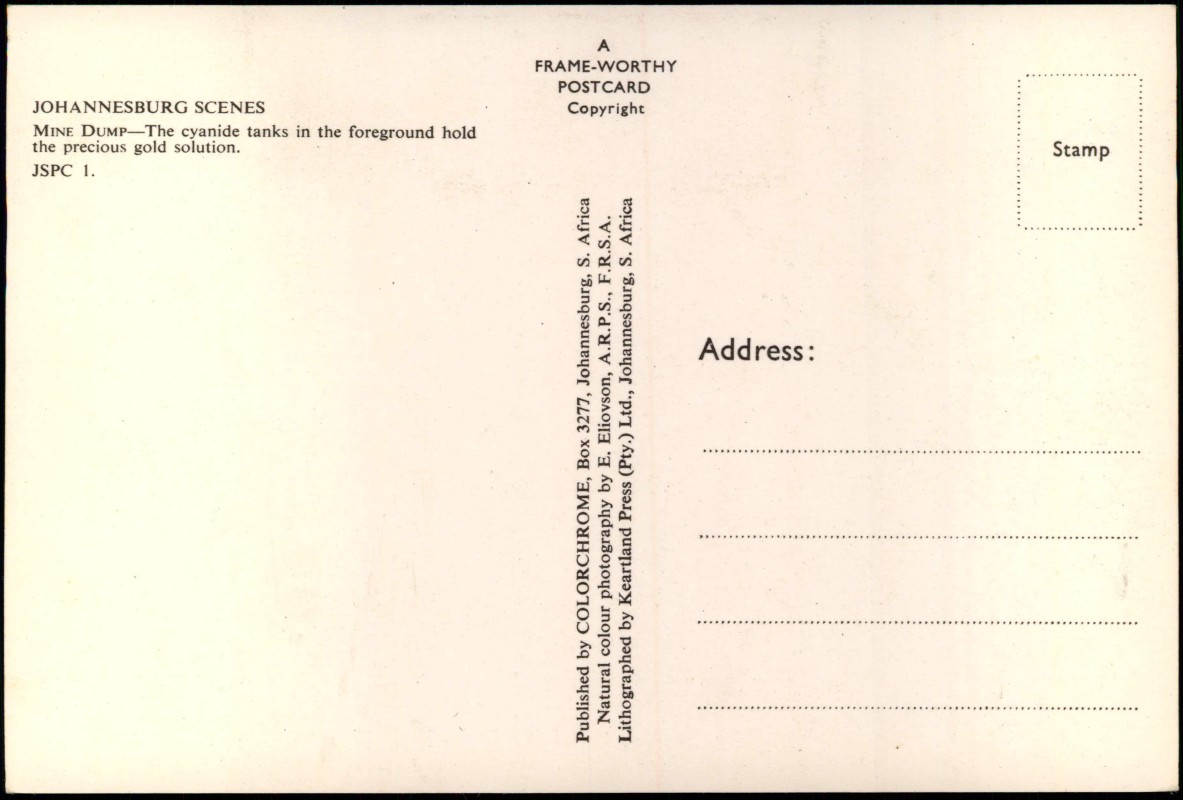 JOHANNESBURG SCENES
MINE DUMP—The cyanide tanks in the foreground hold
the precious gold solution.
JSPC 1.
A
FRAME-WORTHY
POSTCARD
Copyright
Published by COLORCHROME, Box 3277, Johannesburg, S. Africa
Natural colour photography by E. Eliovson, A.R.P.S., F.R.S.A.
Lithographed by Keartland Press (Pty.) Ltd., Johannesburg, S. Africa
Stamp
Address: